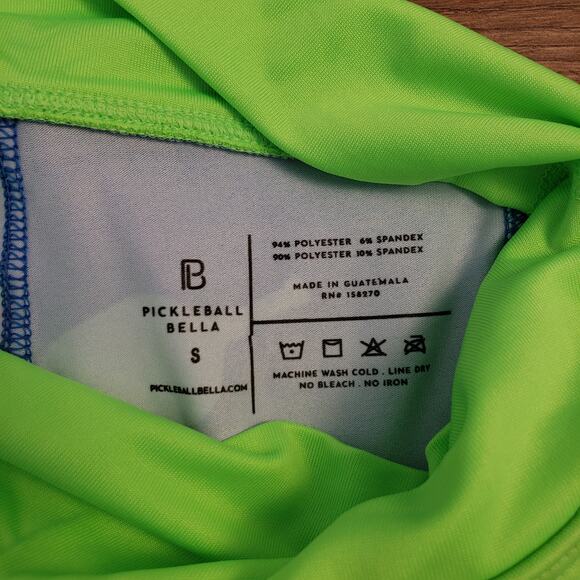 PB
PICKLEBALL
BELLA
S
PICKLEBALLBELLA.COM
94% POLYESTER 6% SPANDEX
90% POLYESTER 10% SPANDEX
MADE IN GUATEMALA
RN# 158270
MACHINE WASH COLD . LINE DRY
NO BLEACH . NO IRON